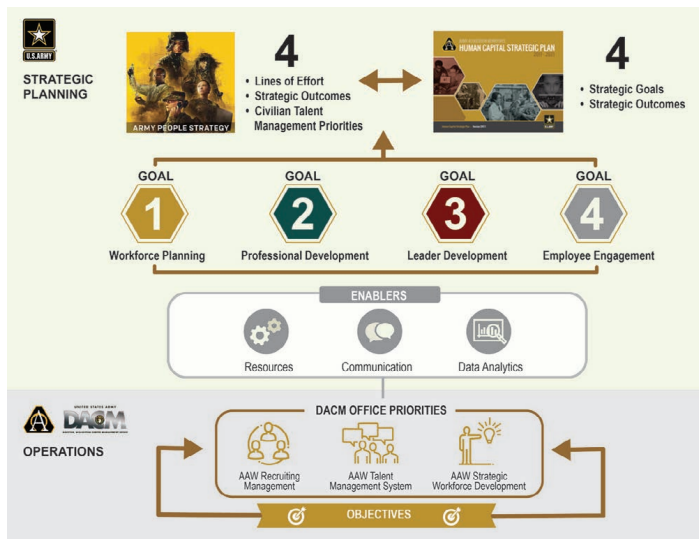 U.S.ARMY
STRATEGIC
PLANNING
ARMY PEOPLE STRATEGY
4
• Lines of Effort
• Strategic Outcomes
• Civilian Talent
Management Priorities
HUMAN CAPITAL STRATEGIC PLAN
4
• Strategic Goals
• Strategic Outcomes
GOAL
1
Workforce Planning
GOAL
2
Professional Development
GOAL
3
Leader Development
GOAL
4
Employee Engagement
ENABLERS
Resources
Communication
Data Analytics
UNITED STATES ARMY
DACM
OPERATIONS
DACM OFFICE PRIORITIES
AAW Recruiting
Management
AAW Talent
Management System
AAW Strategic
Workforce Development
OBJECTIVES